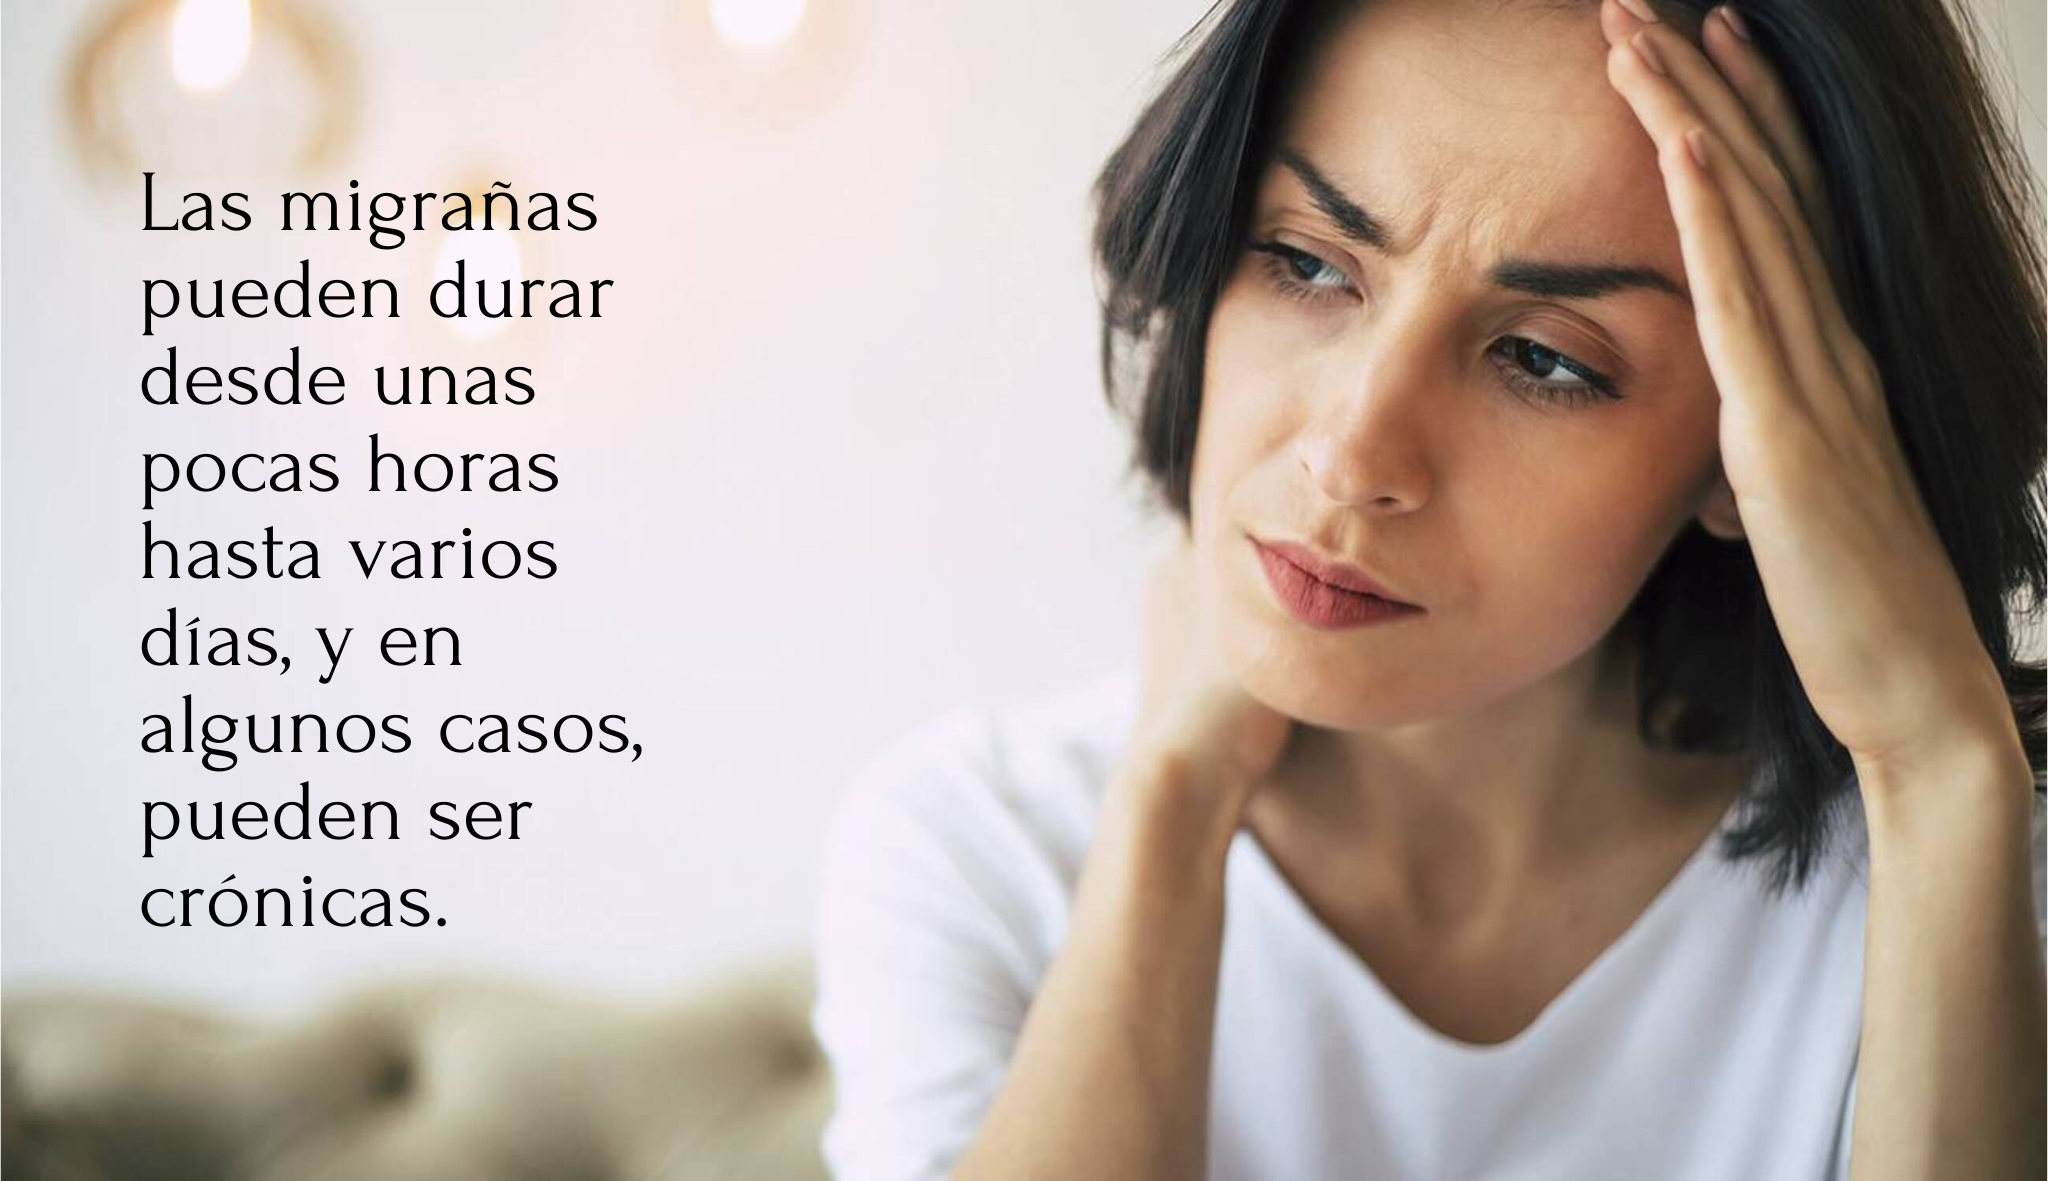 Las migrañas
pueden durar
desde unas
pocas horas
hasta varios
días, y en
algunos casos,
pueden ser
crónicas.